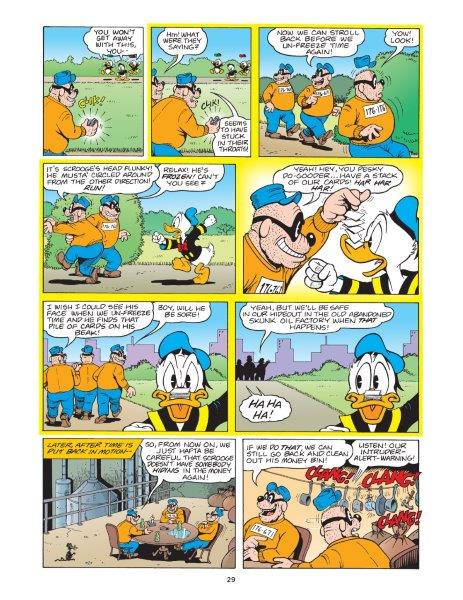 YOU WON'T
GET AWAY
WITH THIS,
YOU--
CLIK!
HM! WHAT
WERE THEY
SAYING?
CLIK!
SEEMS
TO HAVE
STUCK
IN THEIR
THROATS!
NOW WE CAN STROLL
BACK BEFORE WE
UN-FREEZE TIME
AGAIN!
YOW!
LOOK!
176-176
IT'S SCROOGE'S HEAD FLUNKY! HE
MUSTA' CIRCLED AROUND
FROM THE OTHER DIRECTION!
RUN!
RELAX! HE'S
FROZEN! CAN'T
YOU SEE?
YEAH! HEY, YOU PESKY
DO-GOODER... HAVE A STACK
OF OUR CARDS! HAR HAR
HAR!
176-761
I WISH I COULD SEE HIS
FACE WHEN WE UN-FREEZE
TIME AND HE FINDS THAT
PILE OF CARDS ON HIS
BEAK!
BOY, WILL HE
BE SORE!
YEAH, BUT WE'LL BE SAFE
IN OUR HIDEOUT IN THE OLD ABANDONED
SKUNK OIL FACTORY WHEN THAT
HAPPENS!
HA HA
HA!
LATER, AFTER TIME IS
PUT BACK IN MOTION--
SO, FROM NOW ON, WE
JUST HAFTA BE
CAREFUL THAT SCROOGE
DOESN'T HAVE SOMEBODY
HIDING IN THE MONEY
AGAIN!
IF WE DO THAT, WE CAN
STILL GO BACK AND CLEAN
OUT HIS MONEY BIN!
LISTEN! OUR
INTRUDER-
ALERT-WARNING!
CLANG!
CLANG!
CLANG!
176-671
29